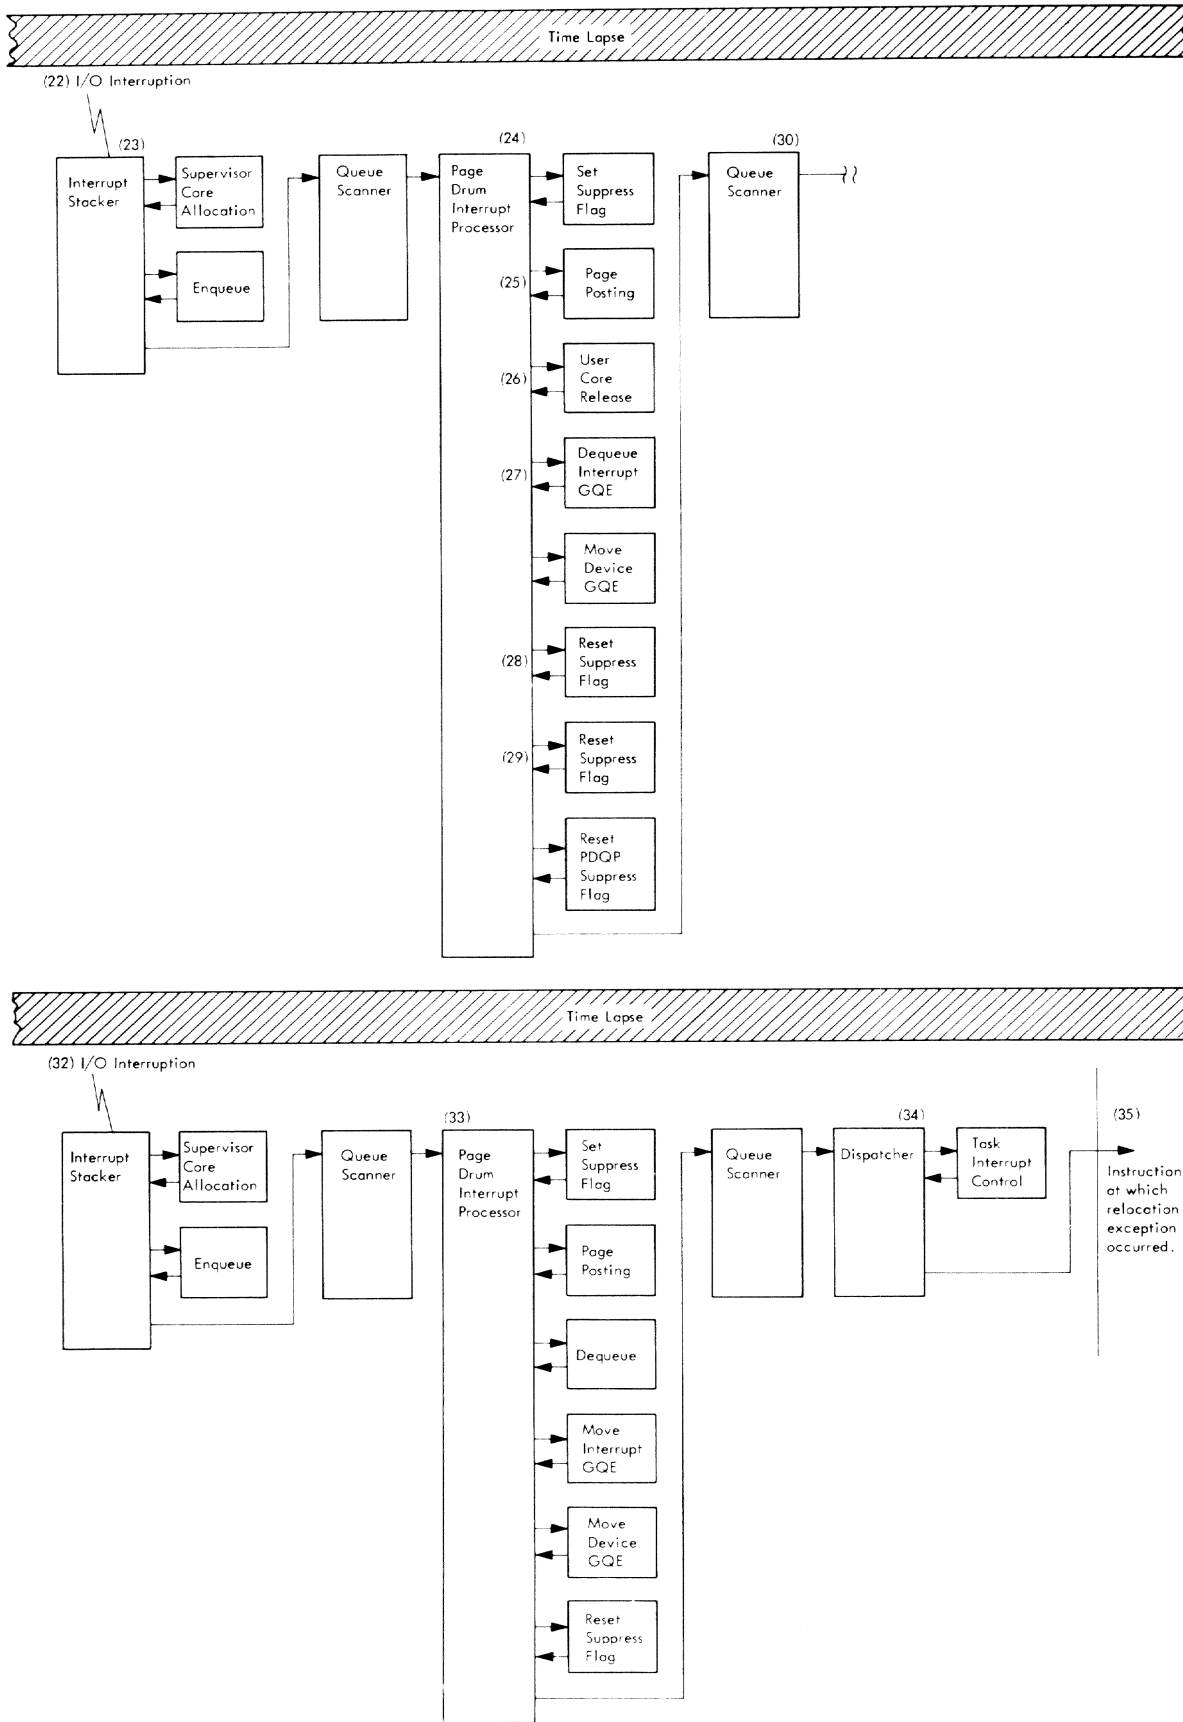 Time Lapse
(22) I/O Interruption
(23)
Interrupt
Stacker
Supervisor
Core
Allocation
Enqueue
Queue
Scanner
(24)
Page
Drum
Interrupt
Processor
Set
Suppress
Flag
(25)
Page
Posting
(26)
User
Core
Release
(27)
Dequeue
Interrupt
GQE
Move
Device
GQE
(28)
Reset
Suppress
Flag
(29)
Reset
Suppress
Flag
Reset
PDQP
Suppress
Flag
(30)
Queue
Scanner
Time Lapse
(32) I/O Interruption
Interrupt
Stacker
Supervisor
Core
Allocation
Enqueue
Queue
Scanner
(33)
Page
Drum
Interrupt
Processor
Set
Suppress
Flag
Page
Posting
Dequeue
Move
Interrupt
GQE
Move
Device
GQE
Reset
Suppress
Flag
Queue
Scanner
(34)
Dispatcher
Task
Interrupt
Control
(35)
Instruction
at which
relocation
exception
occurred.